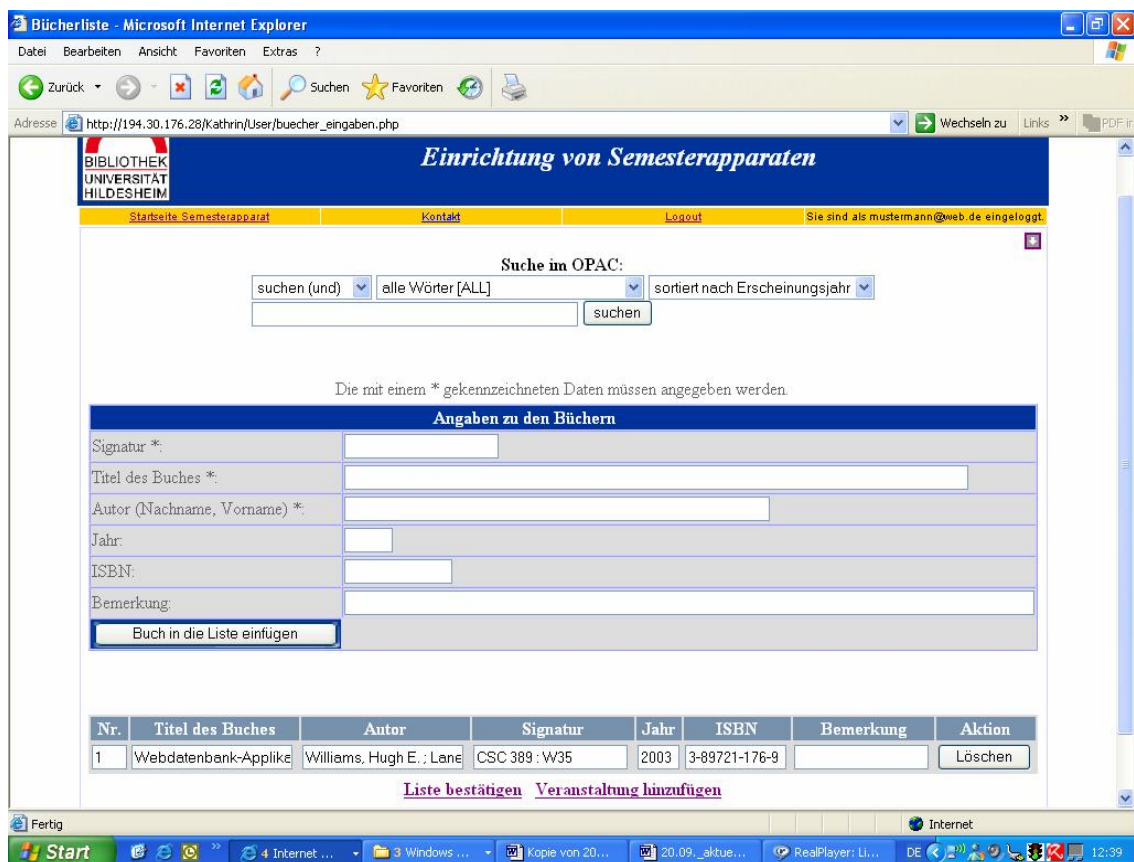 Bücherliste - Microsoft Internet Explorer
Datei Bearbeiten Ansicht Favoriten Extras ?
Zurück Suchen Favoriten
Adresse http://194.30.176.28/Kathrin/User/buecher_eingaben.php Wechseln zu Links » PDF
BIBLIOTHEK
UNIVERSITÄT
HILDESHEIM
Einrichtung von Semesterapparaten
Startseite Semesterapparat Kontakt Logout Sie sind als mustermann@web.de eingeloggt.
Suche im OPAC:
suchen (und) alle Wörter [ALL] sortiert nach Erscheinungsjahr
suchen
Die mit einem * gekennzeichneten Daten müssen angegeben werden.
Angaben zu den Büchern
Signatur *:
Titel des Buches *:
Autor (Nachname, Vorname) *:
Jahr:
ISBN:
Bemerkung:
Buch in die Liste einfügen
Nr. Titel des Buches Autor Signatur Jahr ISBN Bemerkung Aktion
1 Webdatenbank-Applike Williams, Hugh E. ; Lane CSC 389 : W35 2003 3-89721-176-9 Löschen
Liste bestätigen Veranstaltung hinzufügen
Fertig Internet
Start » 4 Internet ... 3 Windows ... Kopie von 20... 20.09._aktue... RealPlayer: Li... DE 12:39